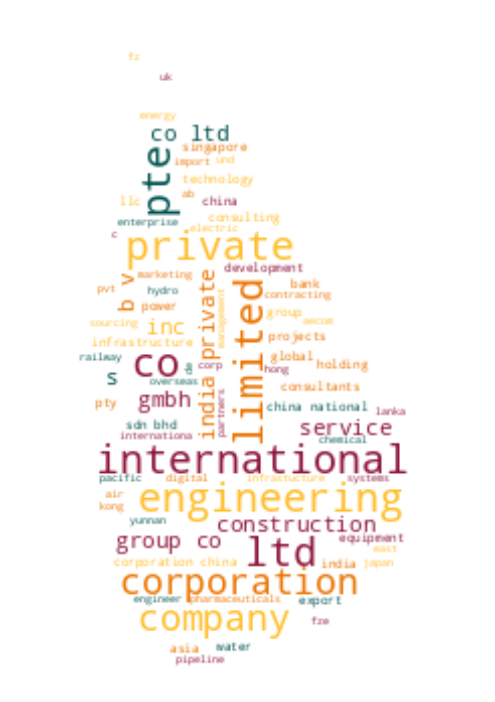 fz
uk
energy
co ltd
pte
singapore
import und
technology
ab
llc
china
enterprise
consulting
c
electric
private
development
b v
marketing
india private
management
limited
bank
pvt
hydro
contracting
power
group
sourcing
inc
aecom
infrastructure
projects
railway
co
de
corp
global
holding
hong
s
overseas
consultants
gmbh
partners
pty
china national
lanka
sdn bhd
service
internationa
chemical
international
pacific
digital
infrastucture
systems
air
engineering
kong
yunnan
construction
group co
ltd
equipment
east
corporation china
india
japan
corporation
engineer
pharmaceuticals
export
company
fze
asia
water
pipeline